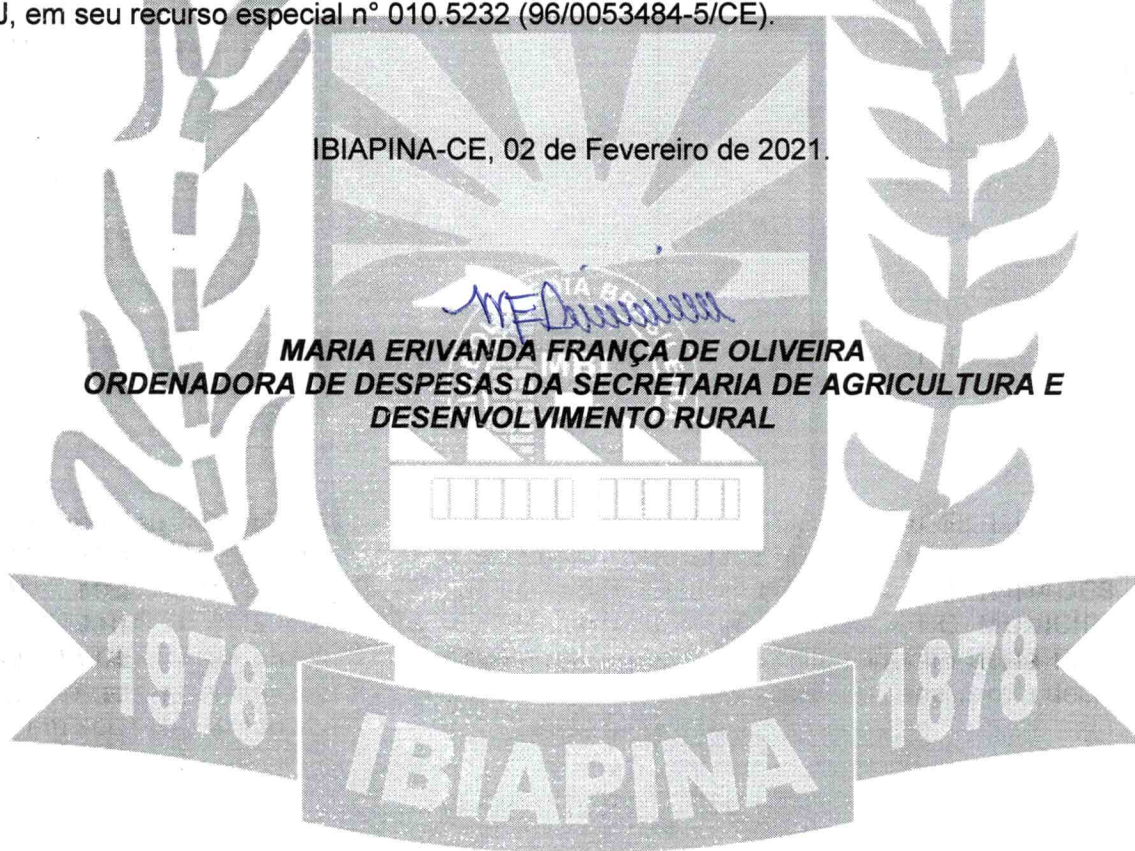 J, em seu recurso especial n° 010.5232 (96/0053484-5/CE).
IBIAPINA-CE, 02 de Fevereiro de 2021.
MARIA ERIVANDA FRANÇA DE OLIVEIRA
ORDENADORA DE DESPESAS DA SECRETARIA DE AGRICULTURA E
DESENVOLVIMENTO RURAL
1978
1878
IBIAPINA